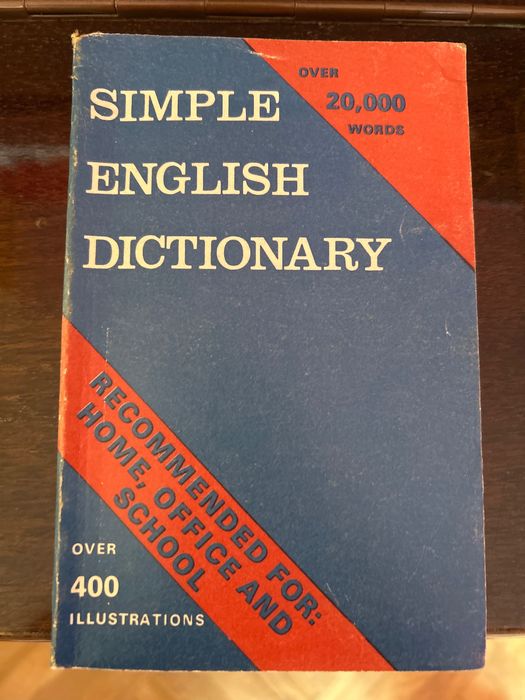 OVER
20,000
WORDS
SIMPLE
ENGLISH
DICTIONARY
RECOMMENDED FOR:
HOME, OFFICE AND
SCHOOL
OVER
400
ILLUSTRATIONS